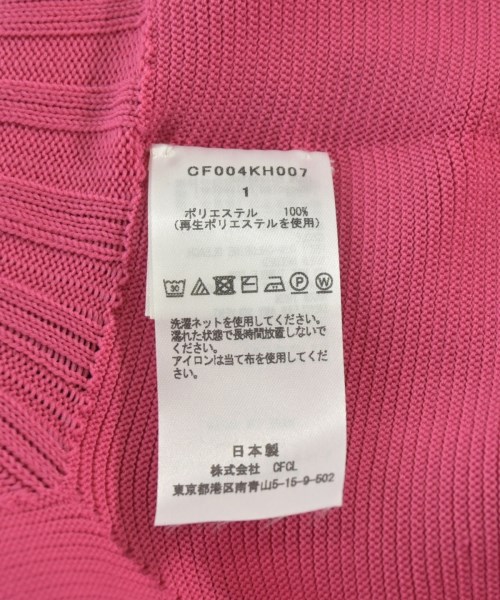 CF004KH007
1
ポリエステル 100%
(再生ポリエステルを使用)
30 P W
洗濯ネットを使用してください。
濡れた状態で長時間放置しないで
ください。
アイロンは当て布を使用してくだ
さい。
日本製
株式会社 CFCL
東京都港区南青山5-15-9-502